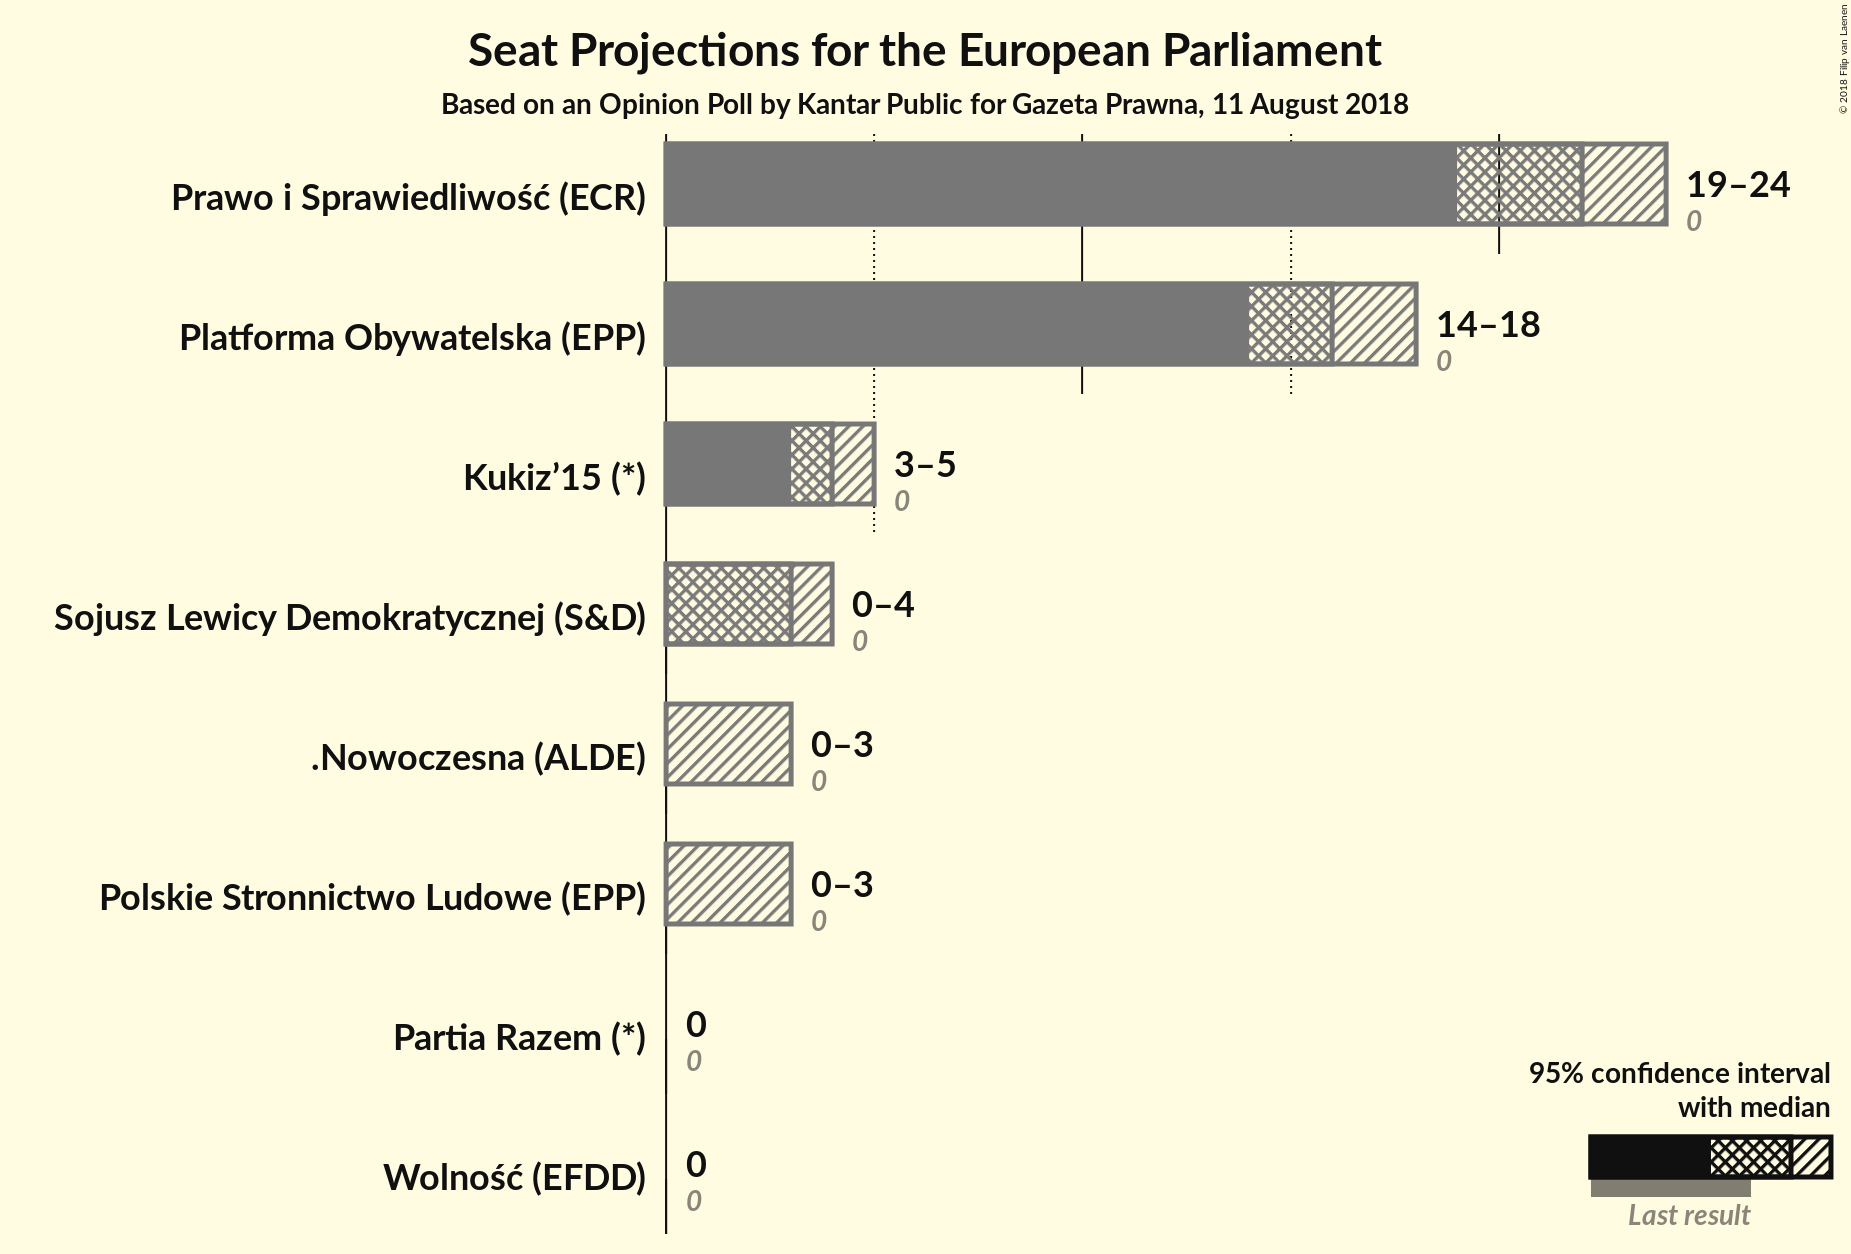 Seat Projections for the European Parliament
Based on an Opinion Poll by Kantar Public for Gazeta Prawna, 11 August 2018
© 2018 Filip van Laenen
Prawo i Sprawiedliwość (ECR)
19–24
0
Platforma Obywatelska (EPP)
14–18
0
Kukiz’15 (*)
3–5
0
Sojusz Lewicy Demokratycznej (S&D)
0–4
0
.Nowoczesna (ALDE)
0–3
0
Polskie Stronnictwo Ludowe (EPP)
0–3
0
Partia Razem (*)
0
0
Wolność (EFDD)
0
0
95% confidence interval
with median
Last result